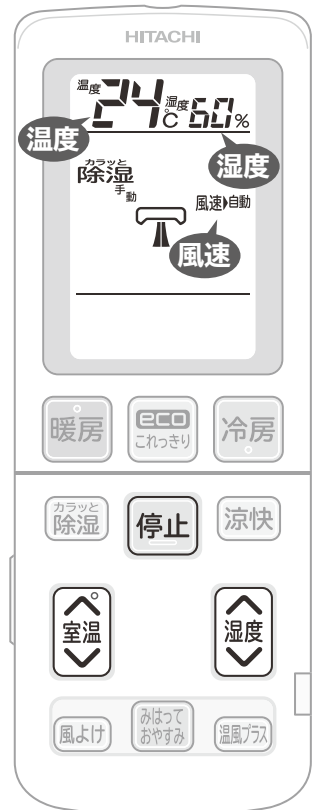 HITACHI
温度 24℃ 湿度 60%
温度
湿度
カラッと
除湿
手動
風速▶自動
風速
暖房
eco
これっきり
冷房
カラッと
除湿
停止
涼快
室温
湿度
風よけ
みはって
おやすみ
温風プラス